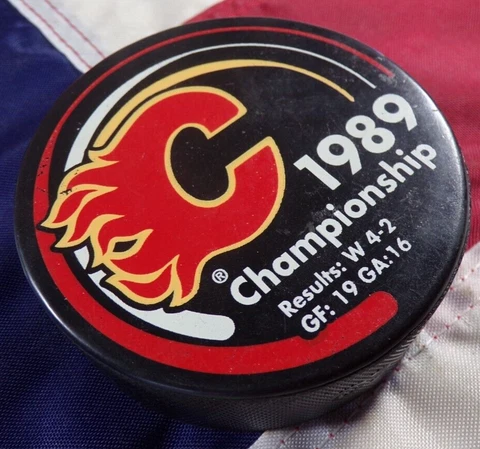 C
®
1989
Championship
Results: W 4-2
GF: 19 GA:16